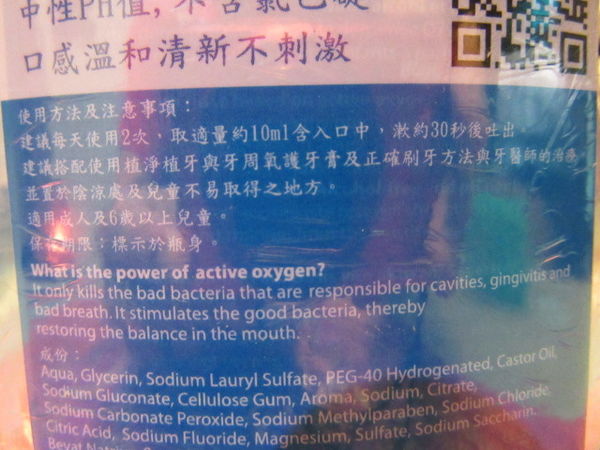 中性PH值,不含氯己啶
口感溫和清新不刺激
使用方法及注意事項：
建議每天使用2次，取適量約10ml含入口中，漱約30秒後吐出
建議搭配使用植淨植牙與牙周氧護牙膏及正確刷牙方法與牙醫師的治療
並置於陰涼處及兒童不易取得之地方。
適用成人及6歲以上兒童。
保存期限：標示於瓶身。
What is the power of active oxygen?
It only kills the bad bacteria that are responsible for cavities, gingivitis and
bad breath. It stimulates the good bacteria, thereby
restoring the balance in the mouth.
成份：
Aqua, Glycerin, Sodium Lauryl Sulfate, PEG-40 Hydrogenated, Castor Oil,
Sodium Gluconate, Cellulose Gum, Aroma, Sodium, Citrate,
Sodium Carbonate Peroxide, Sodium Methylparaben, Sodium Chloride,
Citric Acid, Sodium Fluoride, Magnesium, Sulfate, Sodium Saccharin.